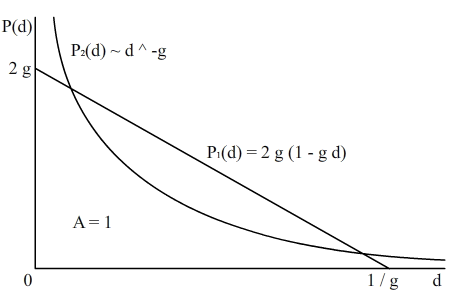 P(d)
P₂(d) ~ d ^ -g
2 g
P₁(d) = 2 g (1 - g d)
A = 1
0
1 / g
d